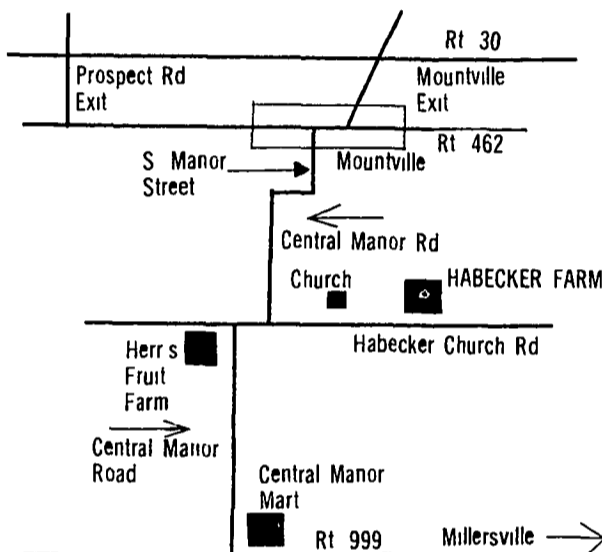 Rt 30
Prospect Rd
Exit
Mountville
Exit
Rt 462
S Manor
Street
Mountville
Central Manor Rd
Church
HABECKER FARM
Habecker Church Rd
Herr s
Fruit
Farm
Central Manor
Road
Central Manor
Mart
Rt 999
Millersville